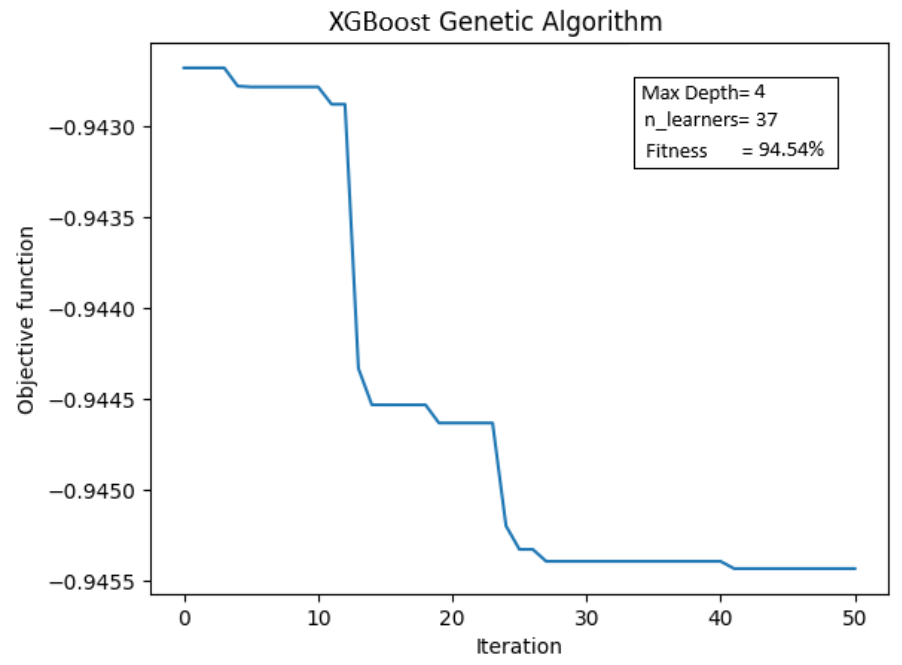 XGBoost Genetic Algorithm
Max Depth= 4
n_learners= 37
Fitness = 94.54%
Objective function
−0.9430
−0.9435
−0.9440
−0.9445
−0.9450
−0.9455
0 10 20 30 40 50
Iteration